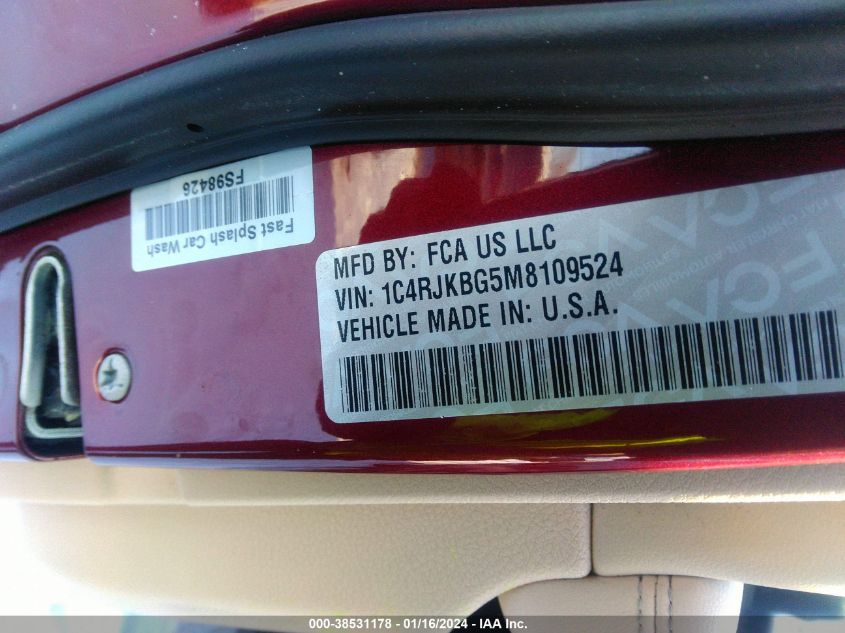 Fast Splash Car Wash
FS98426
MFD BY: FCA US LLC
VIN: 1C4RJKBG5M8109524
VEHICLE MADE IN: U.S.A.
FCA
000-38531178 - 01/16/2024 - IAA Inc.